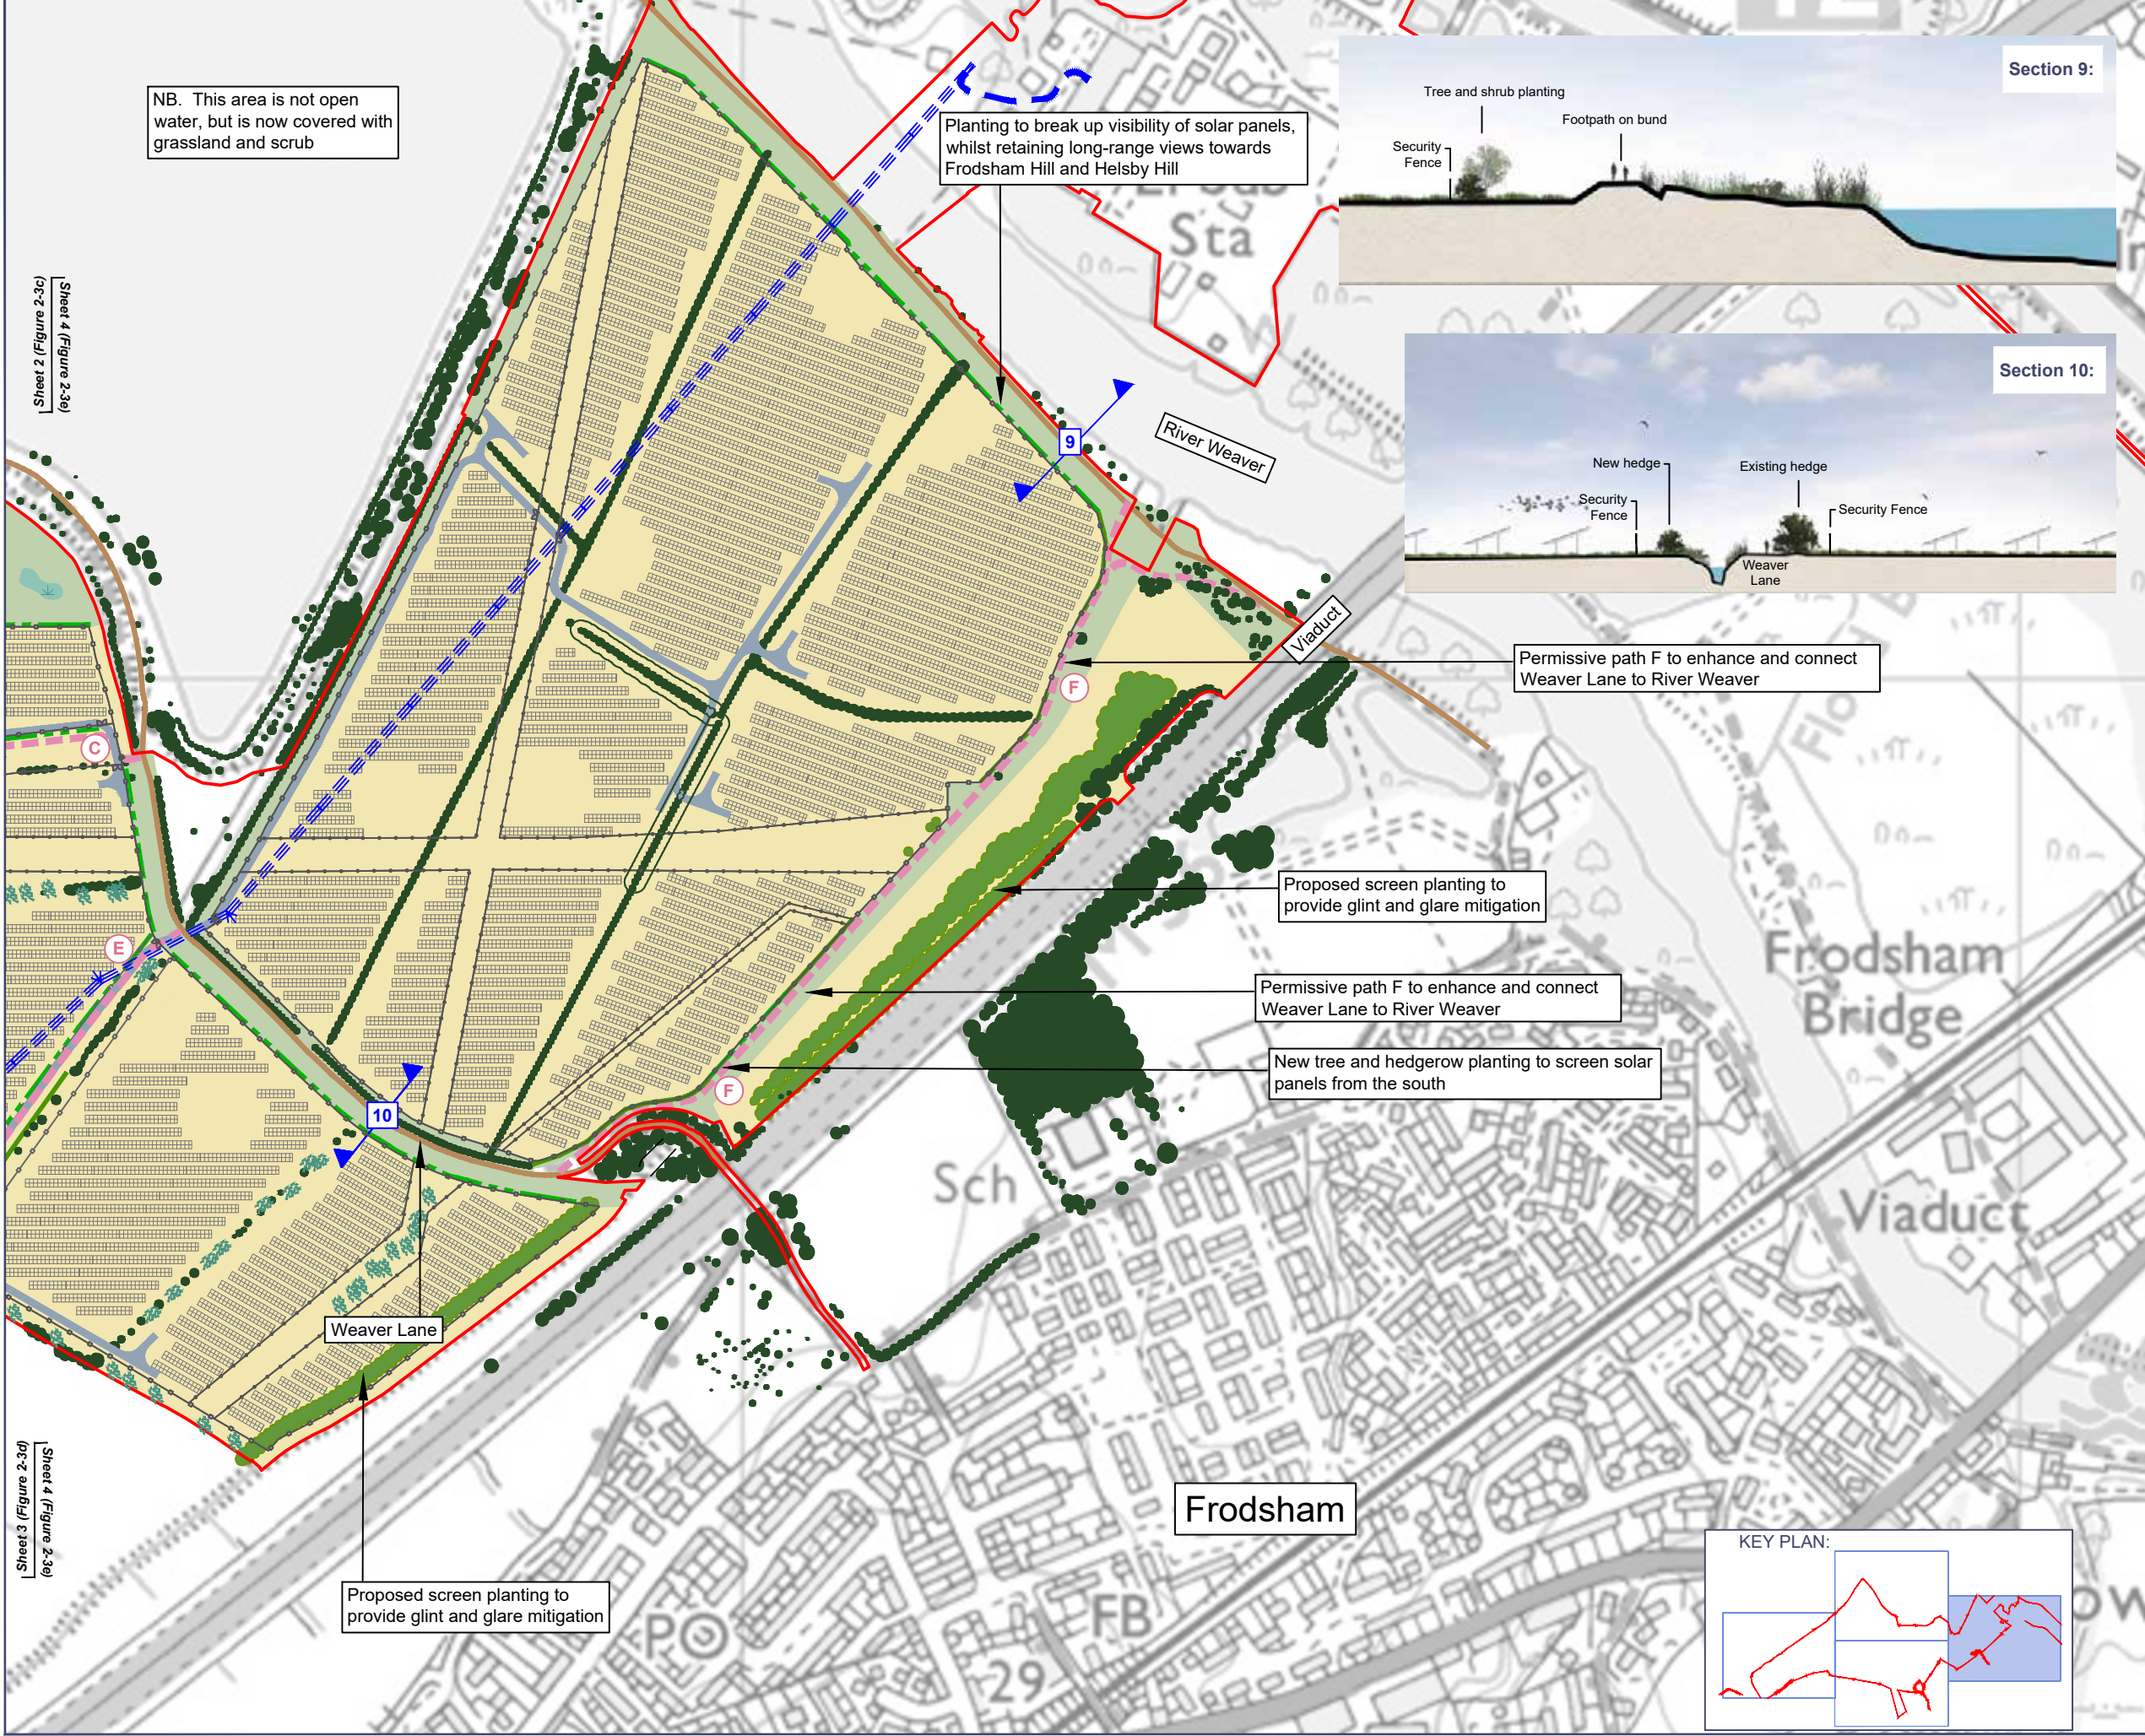 NB. This area is not open
water, but is now covered with
grassland and scrub
Planting to break up visibility of solar panels,
whilst retaining long-range views towards
Frodsham Hill and Helsby Hill
Section 9:
Tree and shrub planting
Footpath on bund
Security
Fence
Sta
Section 10:
New hedge
Existing hedge
Security
Fence
Security Fence
Weaver
Lane
Sheet 4 (Figure 2-3e)
Sheet 2 (Figure 2-3c)
9
River Weaver
Viaduct
Permissive path F to enhance and connect
Weaver Lane to River Weaver
F
C
E
Proposed screen planting to
provide glint and glare mitigation
Frodsham
Bridge
Permissive path F to enhance and connect
Weaver Lane to River Weaver
New tree and hedgerow planting to screen solar
panels from the south
F
10
Sch
Viaduct
Weaver Lane
Sheet 4 (Figure 2-3e)
Sheet 3 (Figure 2-3d)
Frodsham
Proposed screen planting to
provide glint and glare mitigation
PO
FB
29
KEY PLAN: